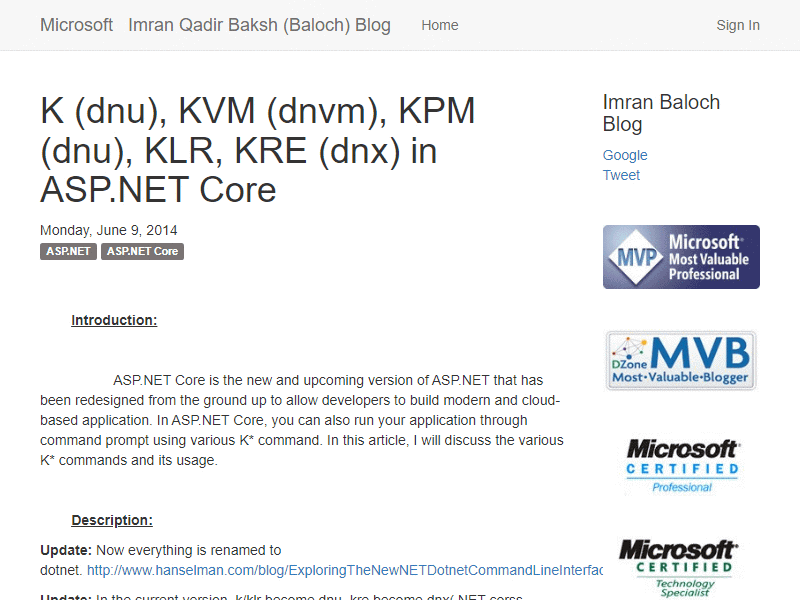 Microsoft Imran Qadir Baksh (Baloch) Blog Home Sign In
K (dnu), KVM (dnvm), KPM
(dnu), KLR, KRE (dnx) in
ASP.NET Core
Monday, June 9, 2014
ASP.NET ASP.NET Core
Introduction:
ASP.NET Core is the new and upcoming version of ASP.NET that has
been redesigned from the ground up to allow developers to build modern and cloud-
based application. In ASP.NET Core, you can also run your application through
command prompt using various K* command. In this article, I will discuss the various
K* commands and its usage.
Description:
Update: Now everything is renamed to
dotnet. http://www.hanselman.com/blog/ExploringTheNewNETDotnetCommandLineInterfac
Update: In the current version, k/klr become dnu, kre become dnx(.NET corss
Imran Baloch
Blog
Google
Tweet
MVP
Microsoft®
Most Valuable
Professional
DZone MVB
Most•Valuable•Blogger
Microsoft®
CERTIFIED
Professional
Microsoft®
CERTIFIED
Technology
Specialist